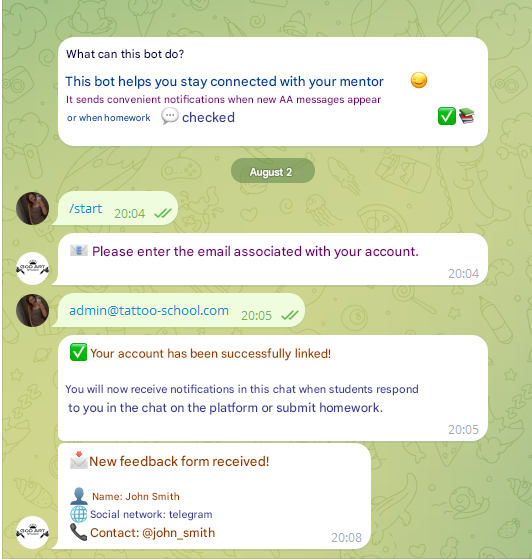 What can this bot do?
This bot helps you stay connected with your mentor
It sends convenient notifications when new AA messages appear
or when homework 💬 checked ✅📚
August 2
/start 20:04
📧 Please enter the email associated with your account.
20:04
admin@tattoo-school.com 20:05
✅ Your account has been successfully linked!
You will now receive notifications in this chat when students respond
to you in the chat on the platform or submit homework.
20:05
📩 New feedback form received!
👤 Name: John Smith
🌐 Social network: telegram
📞 Contact: @john_smith
20:08